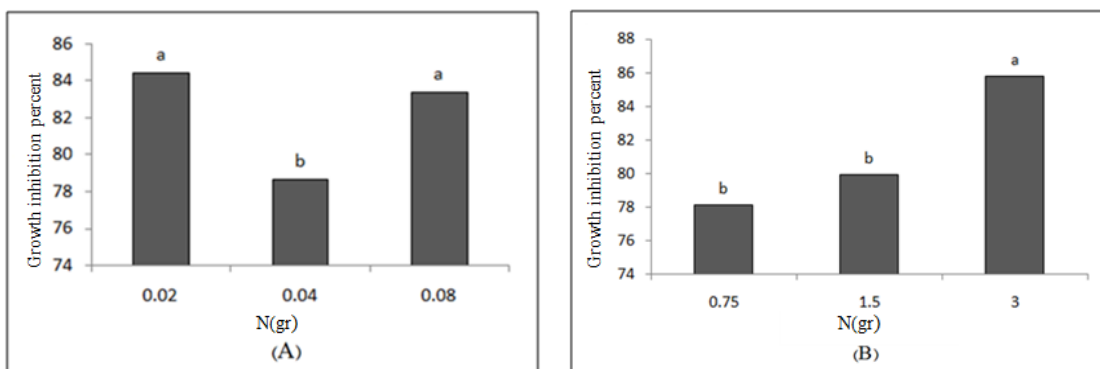 Growth inhibition percent
86
a
84
a
82
80
b
78
76
74
0.02 0.04 0.08
N(gr)
(A)
Growth inhibition percent
88
a
86
84
82
b
80
b
78
76
74
0.75 1.5 3
N(gr)
(B)